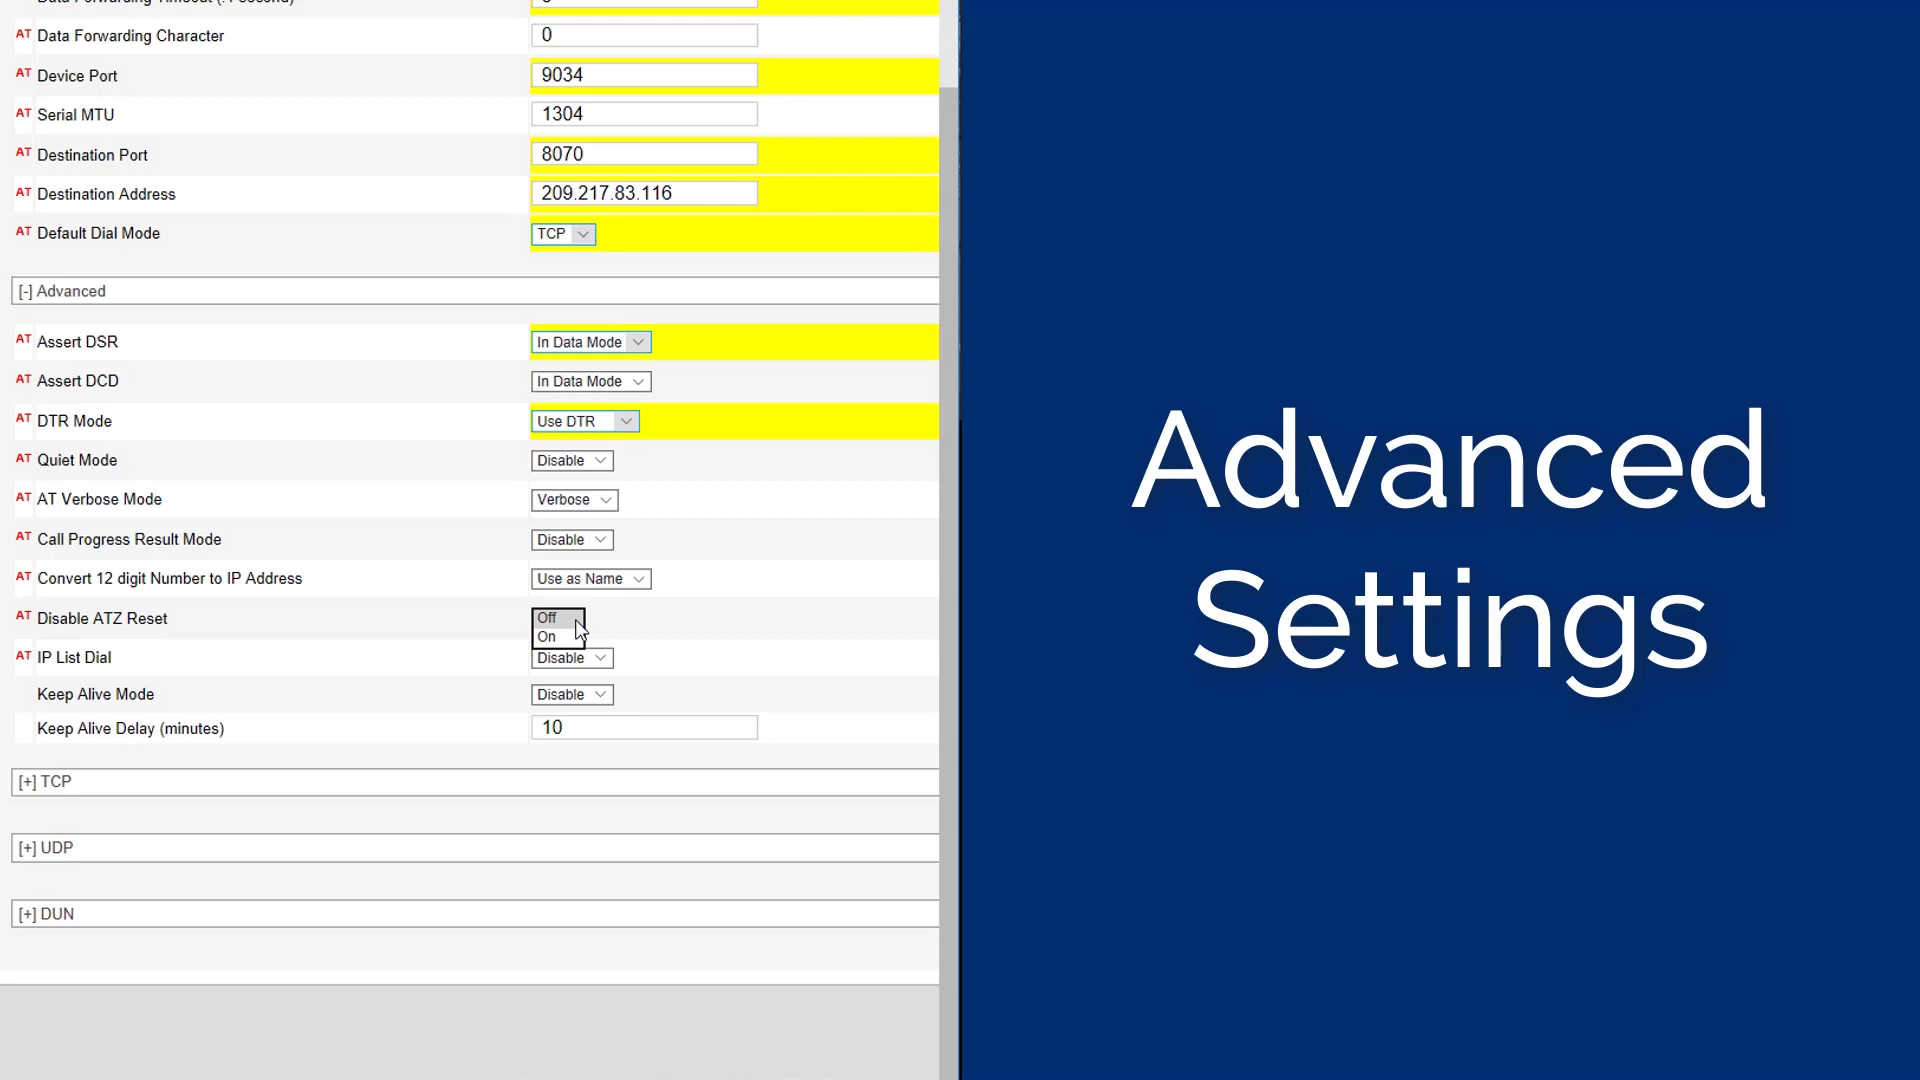 AT Data Forwarding Character 0
AT Device Port 9034
AT Serial MTU 1304
AT Destination Port 8070
AT Destination Address 209.217.83.116
AT Default Dial Mode TCP
[-] Advanced
AT Assert DSR In Data Mode
AT Assert DCD In Data Mode
AT DTR Mode Use DTR
AT Quiet Mode Disable
AT AT Verbose Mode Verbose
AT Call Progress Result Mode Disable
AT Convert 12 digit Number to IP Address Use as Name
AT Disable ATZ Reset Off
On
AT IP List Dial Disable
Keep Alive Mode Disable
Keep Alive Delay (minutes) 10
[+] TCP
[+] UDP
[+] DUN
Advanced
Settings